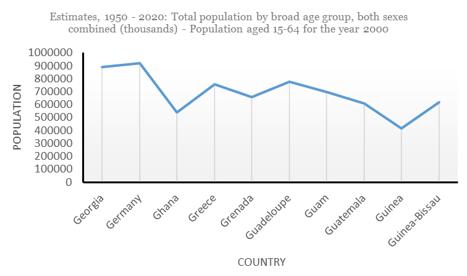 Estimates, 1950 - 2020: Total population by broad age group, both sexes
combined (thousands) - Population aged 15-64 for the year 2000
POPULATION
1000000
900000
800000
700000
600000
500000
400000
300000
200000
100000
0
Georgia
Germany
Ghana
Greece
Grenada
Guadeloupe
Guam
Guatemala
Guinea
Guinea-Bissau
COUNTRY